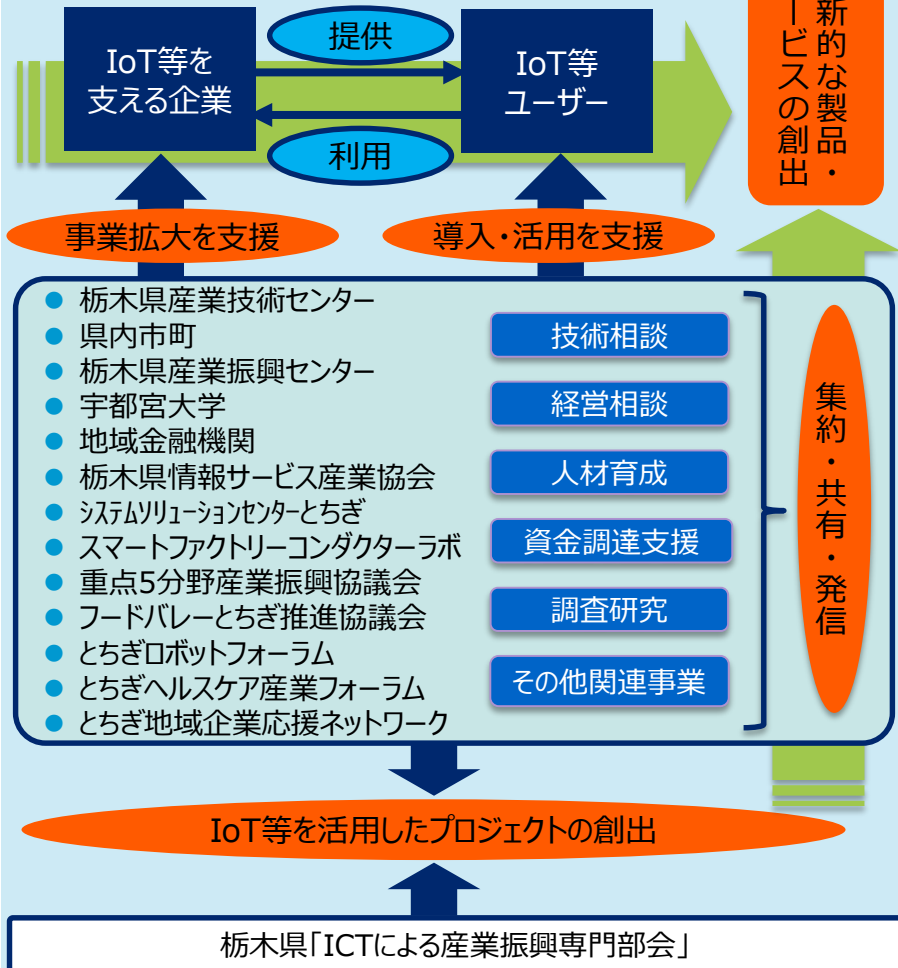 IoT等を
支える企業
提供
利用
IoT等
ユーザー
新的な製品・
ービスの創出
事業拡大を支援
導入・活用を支援
栃木県産業技術センター
県内市町
栃木県産業振興センター
宇都宮大学
地域金融機関
栃木県情報サービス産業協会
システムソリューションセンターとちぎ
スマートファクトリーコンダクターラボ
重点5分野産業振興協議会
フードバレーとちぎ推進協議会
とちぎロボットフォーラム
とちぎヘルスケア産業フォーラム
とちぎ地域企業応援ネットワーク
技術相談
経営相談
人材育成
資金調達支援
調査研究
その他関連事業
集約・共有・発信
IoT等を活用したプロジェクトの創出
栃木県「ICTによる産業振興専門部会」